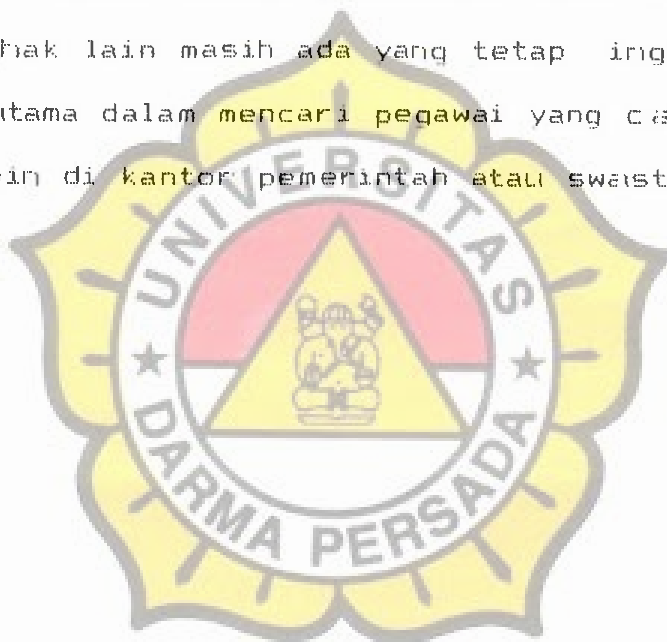 hak lain masih ada yang tetap ing
utama dalam mencari pegawai yang ca
in di kantor pemerintah atau swast
UNIVERSITAS
DARMA PERSADA